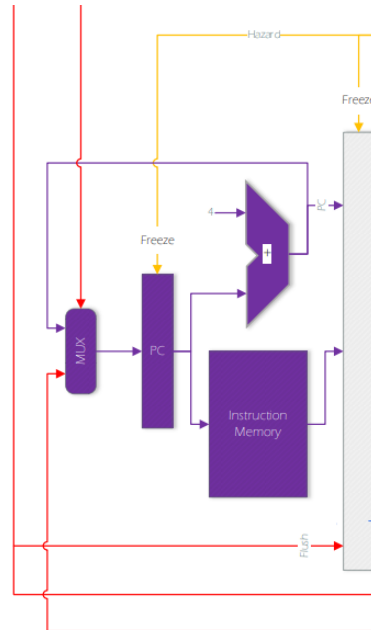 Hazard
Freeze
4
PC
+
Freeze
MUX
PC
Instruction
Memory
Flush